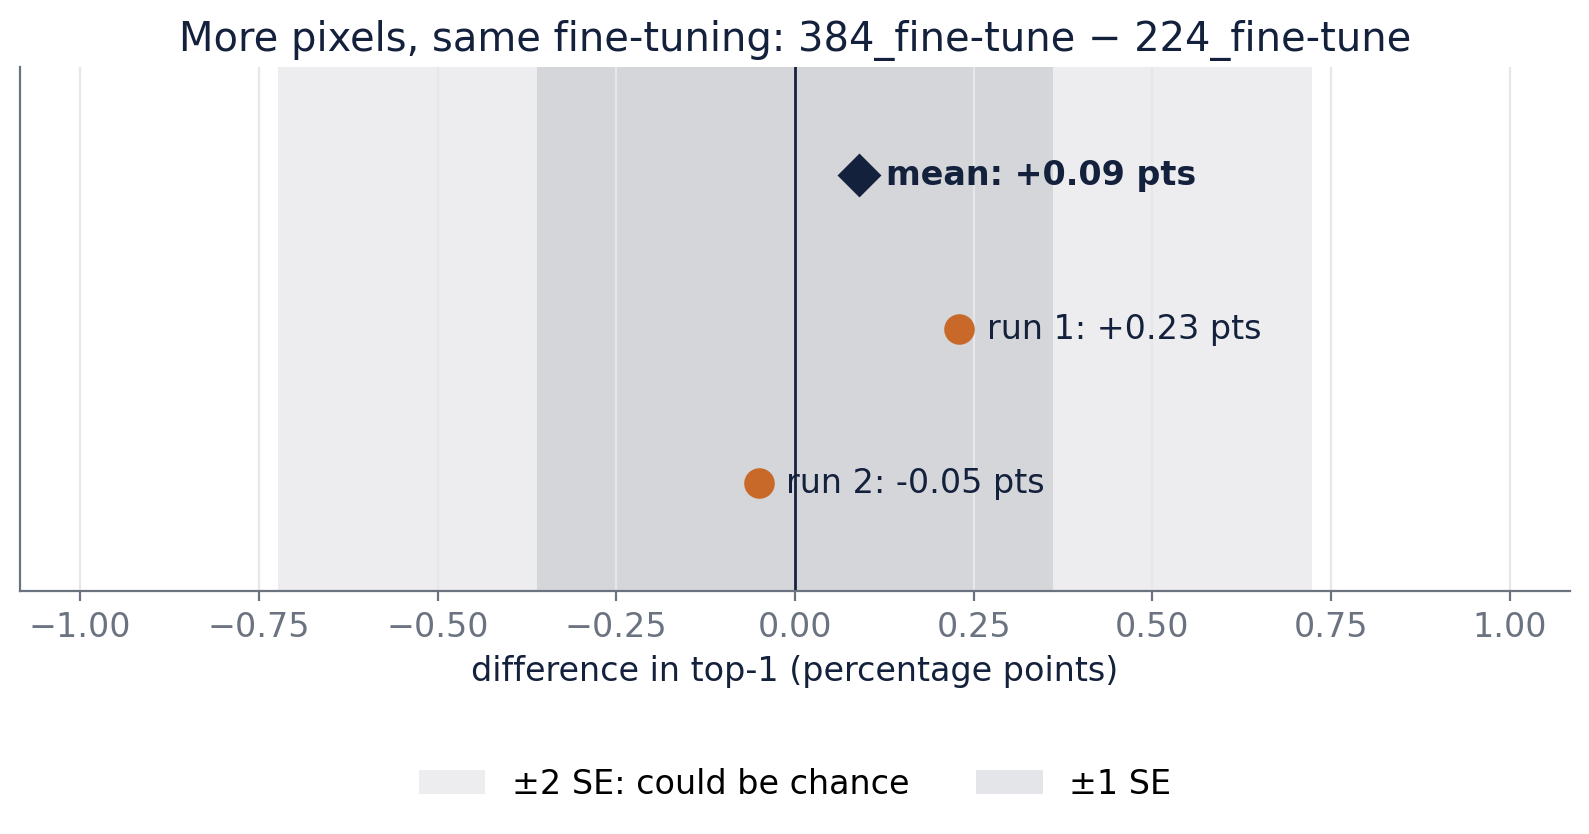 More pixels, same fine-tuning: 384_fine-tune − 224_fine-tune
mean: +0.09 pts
run 1: +0.23 pts
run 2: -0.05 pts
−1.00 −0.75 −0.50 −0.25 0.00 0.25 0.50 0.75 1.00
difference in top-1 (percentage points)
±2 SE: could be chance ±1 SE